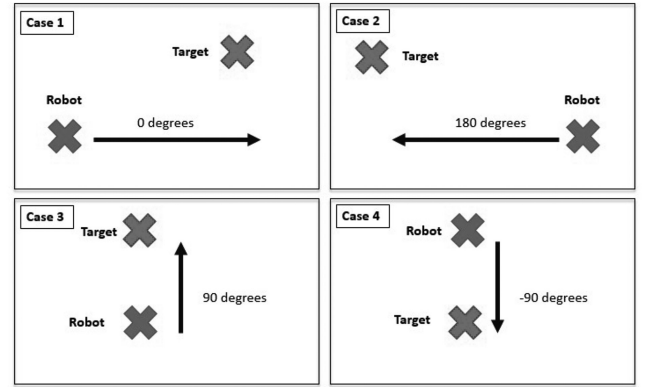 Case 1
Target
Robot
0 degrees
Case 2
Target
Robot
180 degrees
Case 3
Target
90 degrees
Robot
Case 4
Robot
-90 degrees
Target